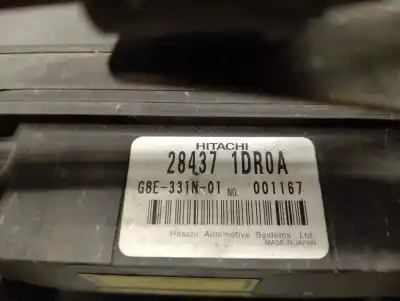 HITACHI
28437 1DR0A
G8E-331N-01 NO. 001167
Hitachi Automotive Systems Ltd.
MADE IN JAPAN